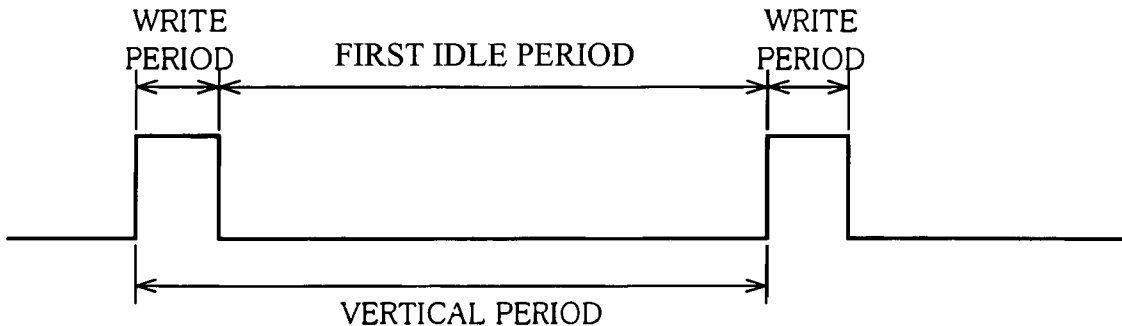 WRITE
PERIOD
FIRST IDLE PERIOD
WRITE
PERIOD
VERTICAL PERIOD